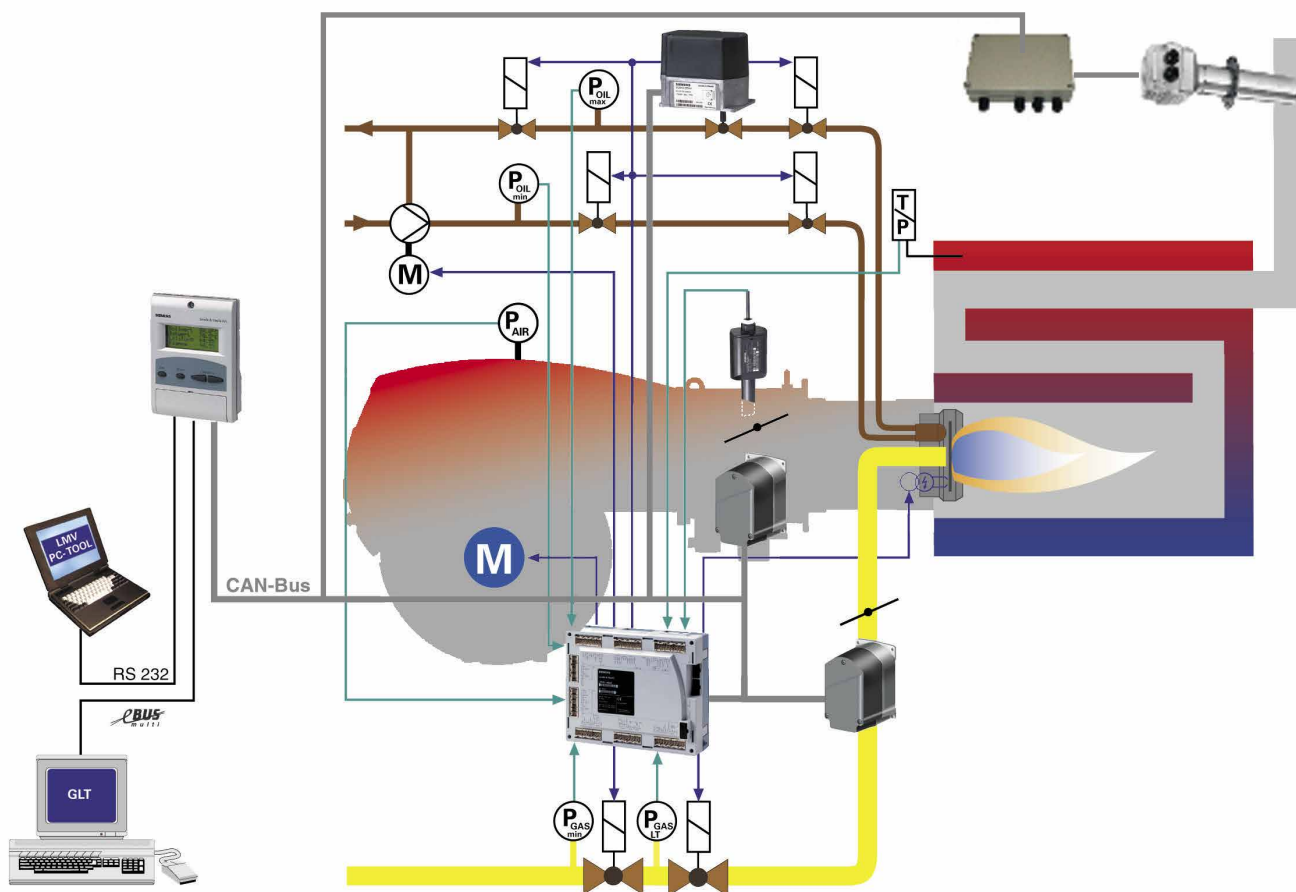 P
OIL
max
P
OIL
min
T/P
M
P
AIR
SIEMENS
LMV
PC-TOOL
M
CAN-Bus
RS 232
eBUS
multi
GLT
P
GAS
min
P
GAS
LT